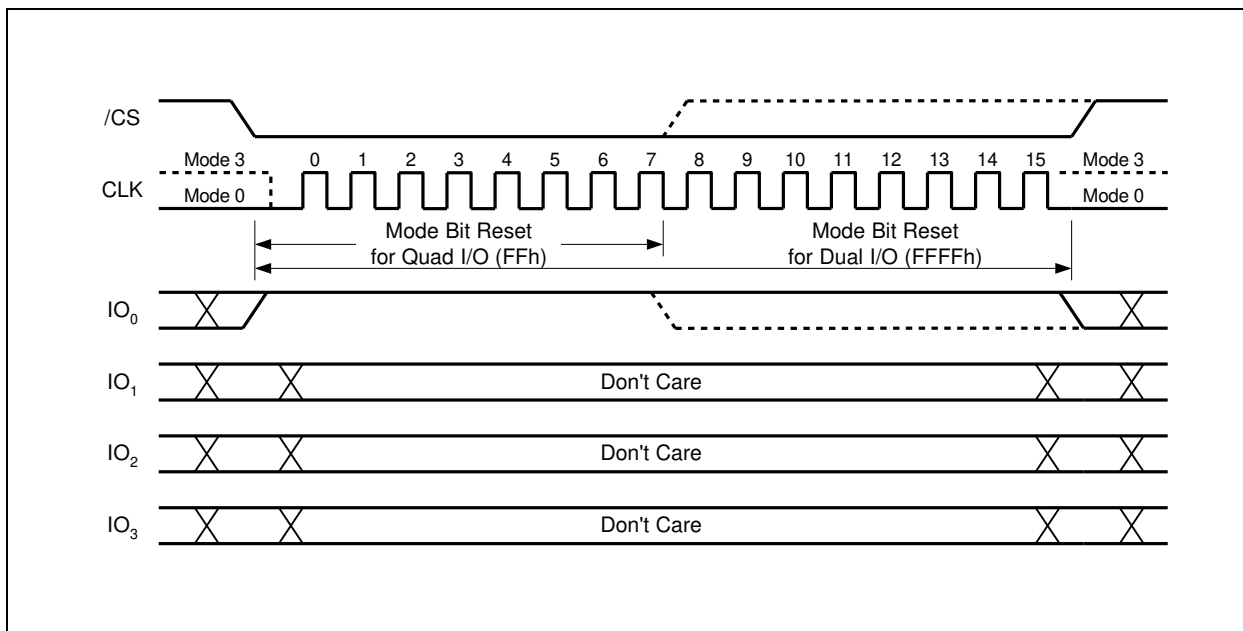 /CS
Mode 3 0 1 2 3 4 5 6 7 8 9 10 11 12 13 14 15 Mode 3
CLK
Mode 0 Mode 0
Mode Bit Reset Mode Bit Reset
for Quad I/O (FFh) for Dual I/O (FFFFh)
IO0
IO1 Don't Care
IO2 Don't Care
IO3 Don't Care